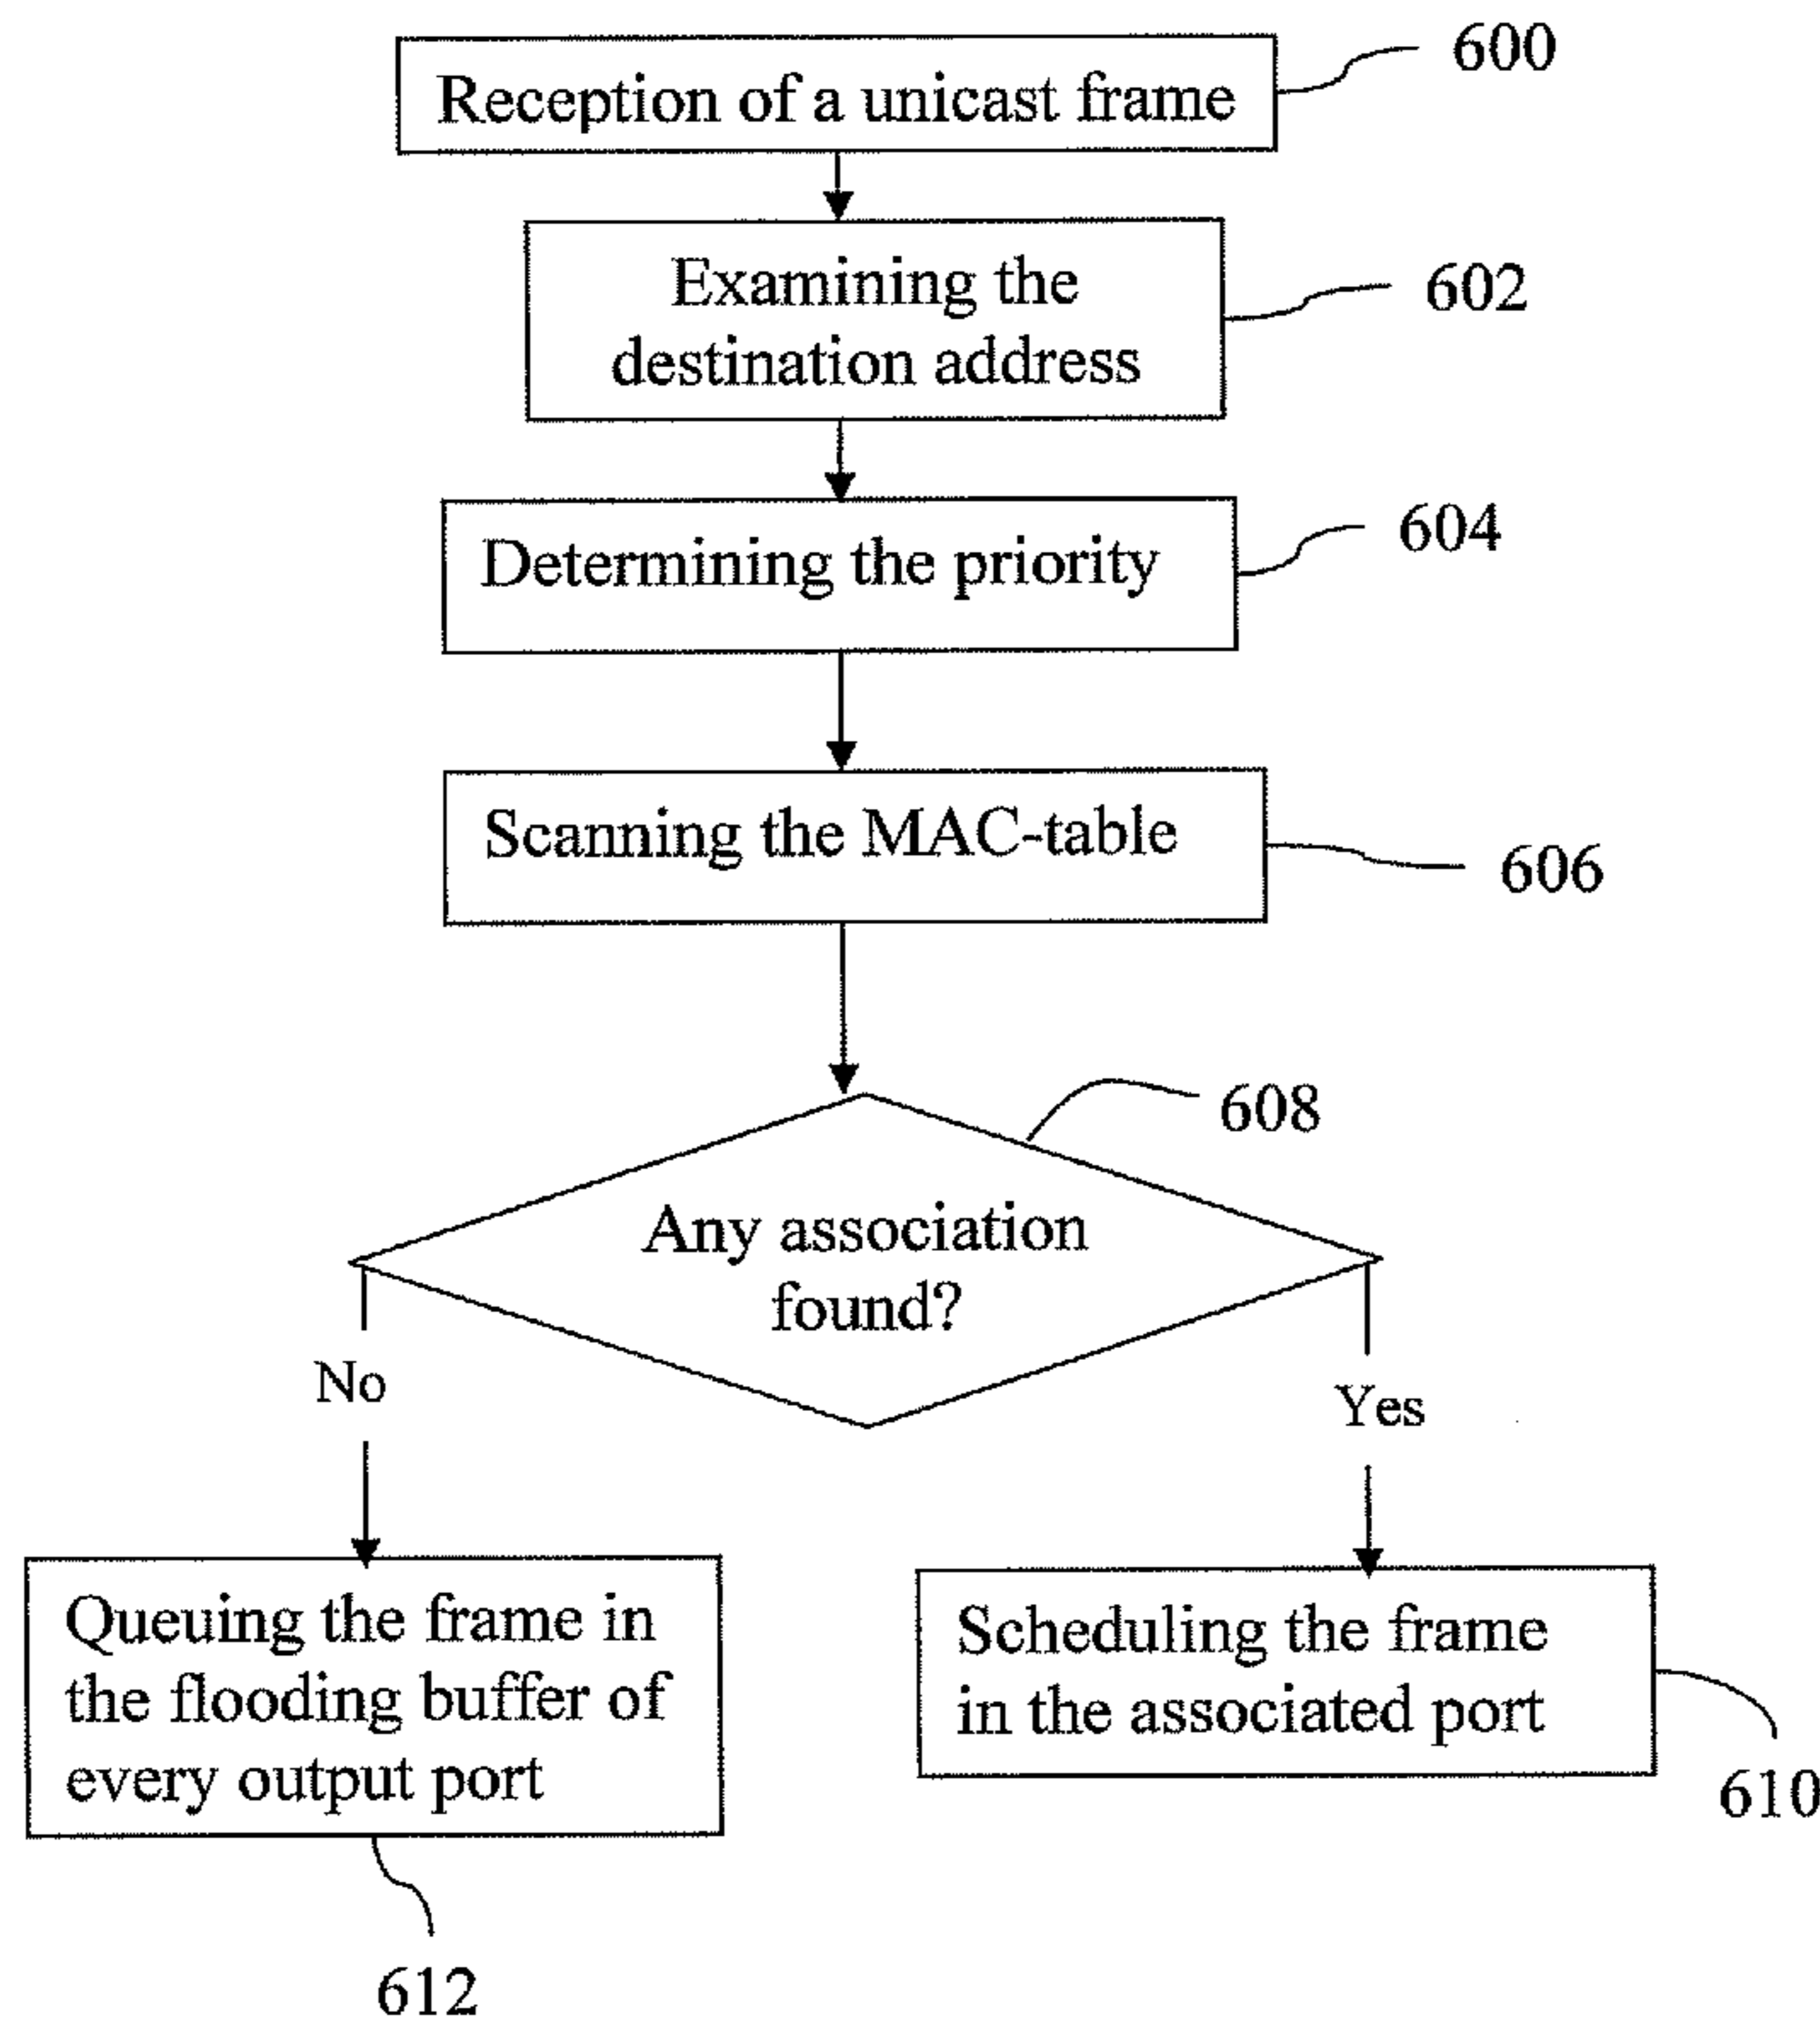 Reception of a unicast frame
600
Examining the
destination address
602
Determining the priority
604
Scanning the MAC-table
606
608
Any association
found?
No
Yes
Queuing the frame in
the flooding buffer of
every output port
Scheduling the frame
in the associated port
610
612